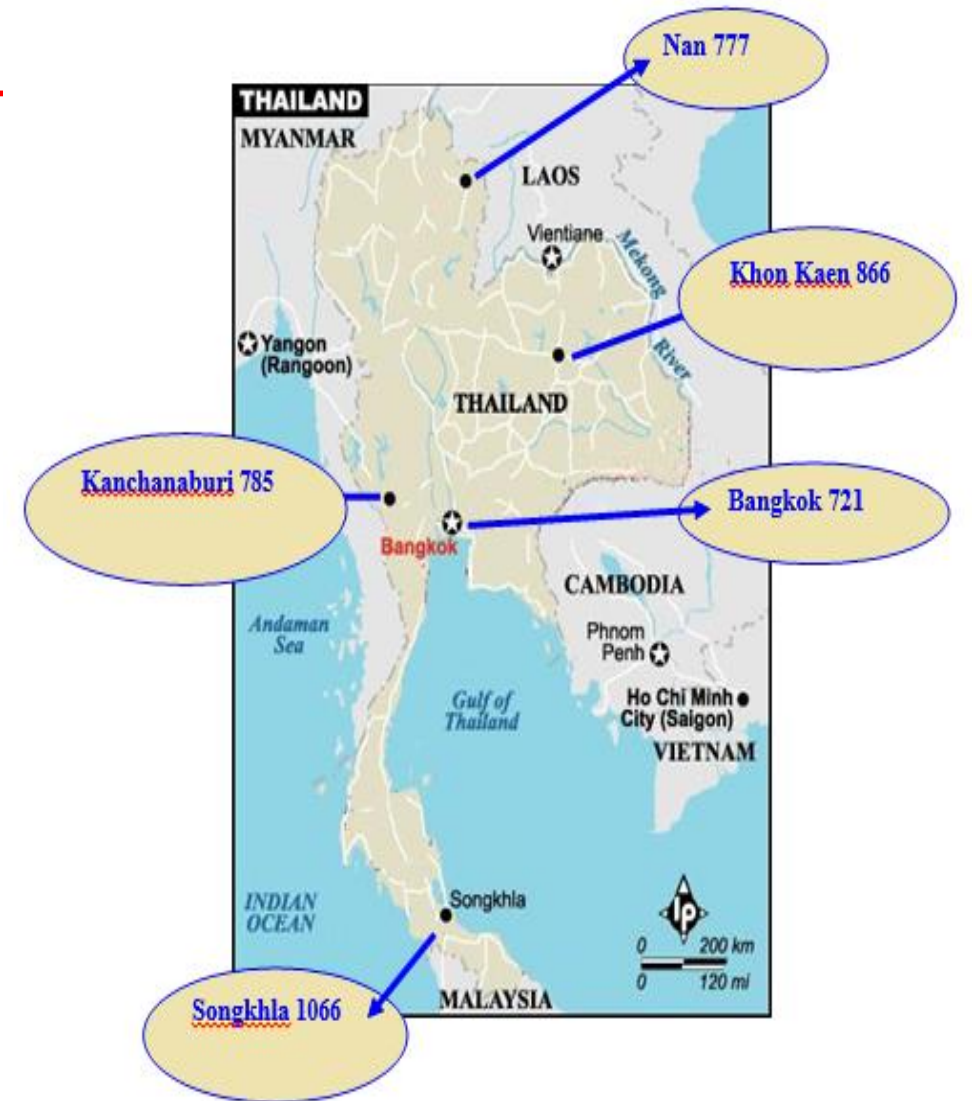 Nan 777
THAILAND
MYANMAR
LAOS
Vientiane
Mekong
River
Khon Kaen 866
Yangon
(Rangoon)
THAILAND
Kanchanaburi 785
Bangkok 721
Bangkok
CAMBODIA
Andaman
Sea
Phnom
Penh
Gulf of
Thailand
Ho Chi Minh
City (Saigon)
VIETNAM
INDIAN
OCEAN
Songkhla
lp
0 200 km
0 120 mi
MALAYSIA
Songkhla 1066